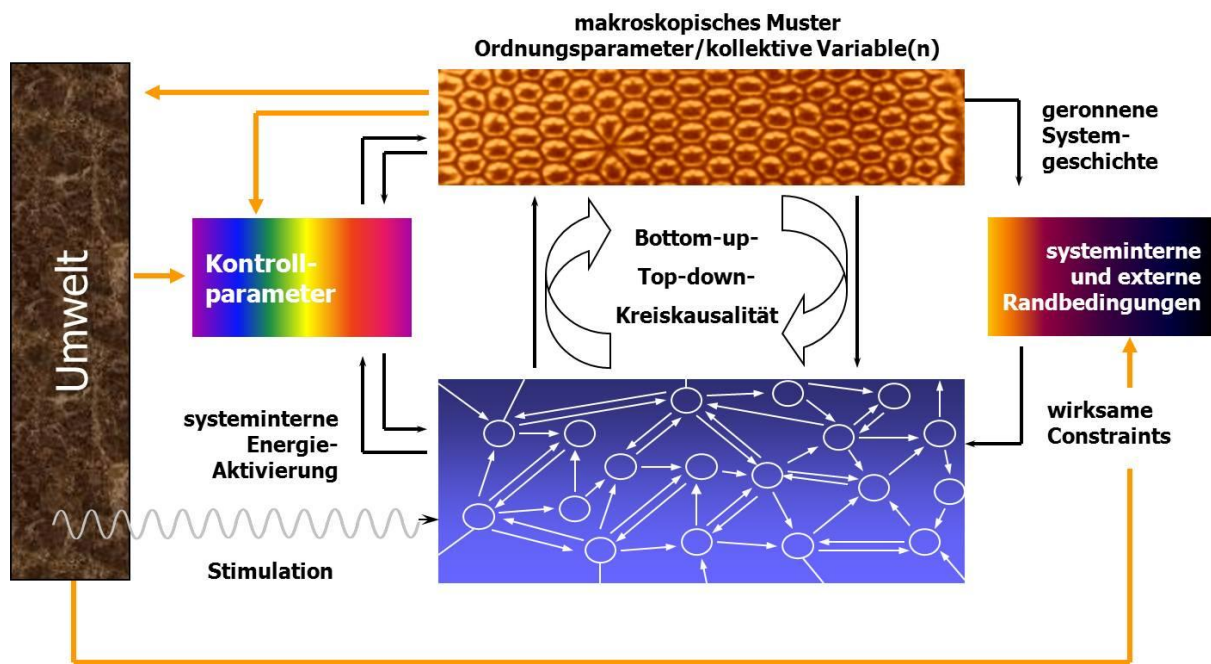 makroskopisches Muster
Ordnungsparameter/kollektive Variable(n)
geronnene
System-
geschichte
Umwelt
Kontroll-
parameter
Bottom-up-
Top-down-
Kreiskausalität
systeminterne
und externe
Randbedingungen
systeminterne
Energie-
Aktivierung
wirksame
Constraints
Stimulation